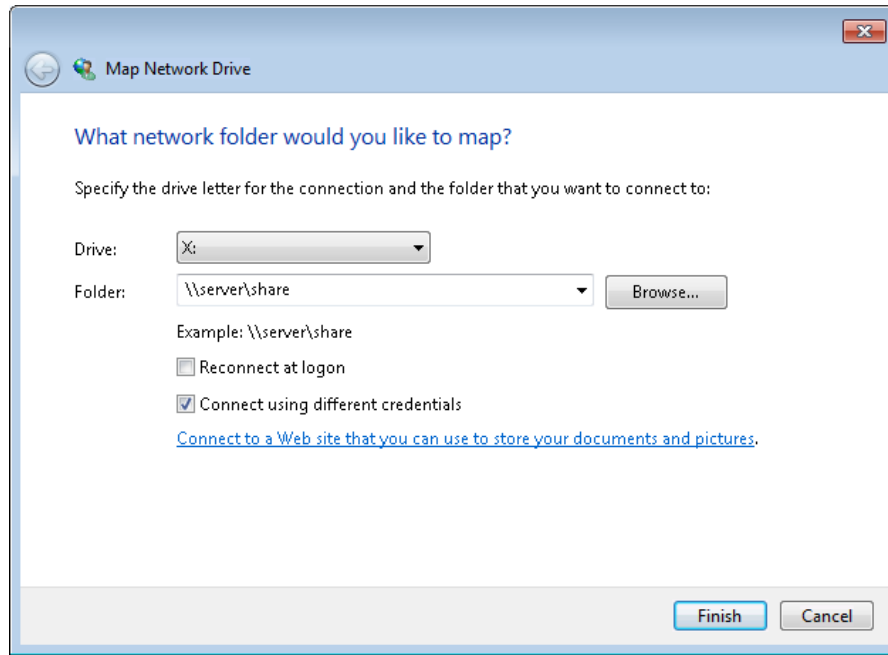 Map Network Drive
What network folder would you like to map?
Specify the drive letter for the connection and the folder that you want to connect to:
Drive: X:
Folder: \\server\share Browse...
Example: \\server\share
Reconnect at logon
Connect using different credentials
Connect to a Web site that you can use to store your documents and pictures.
Finish Cancel